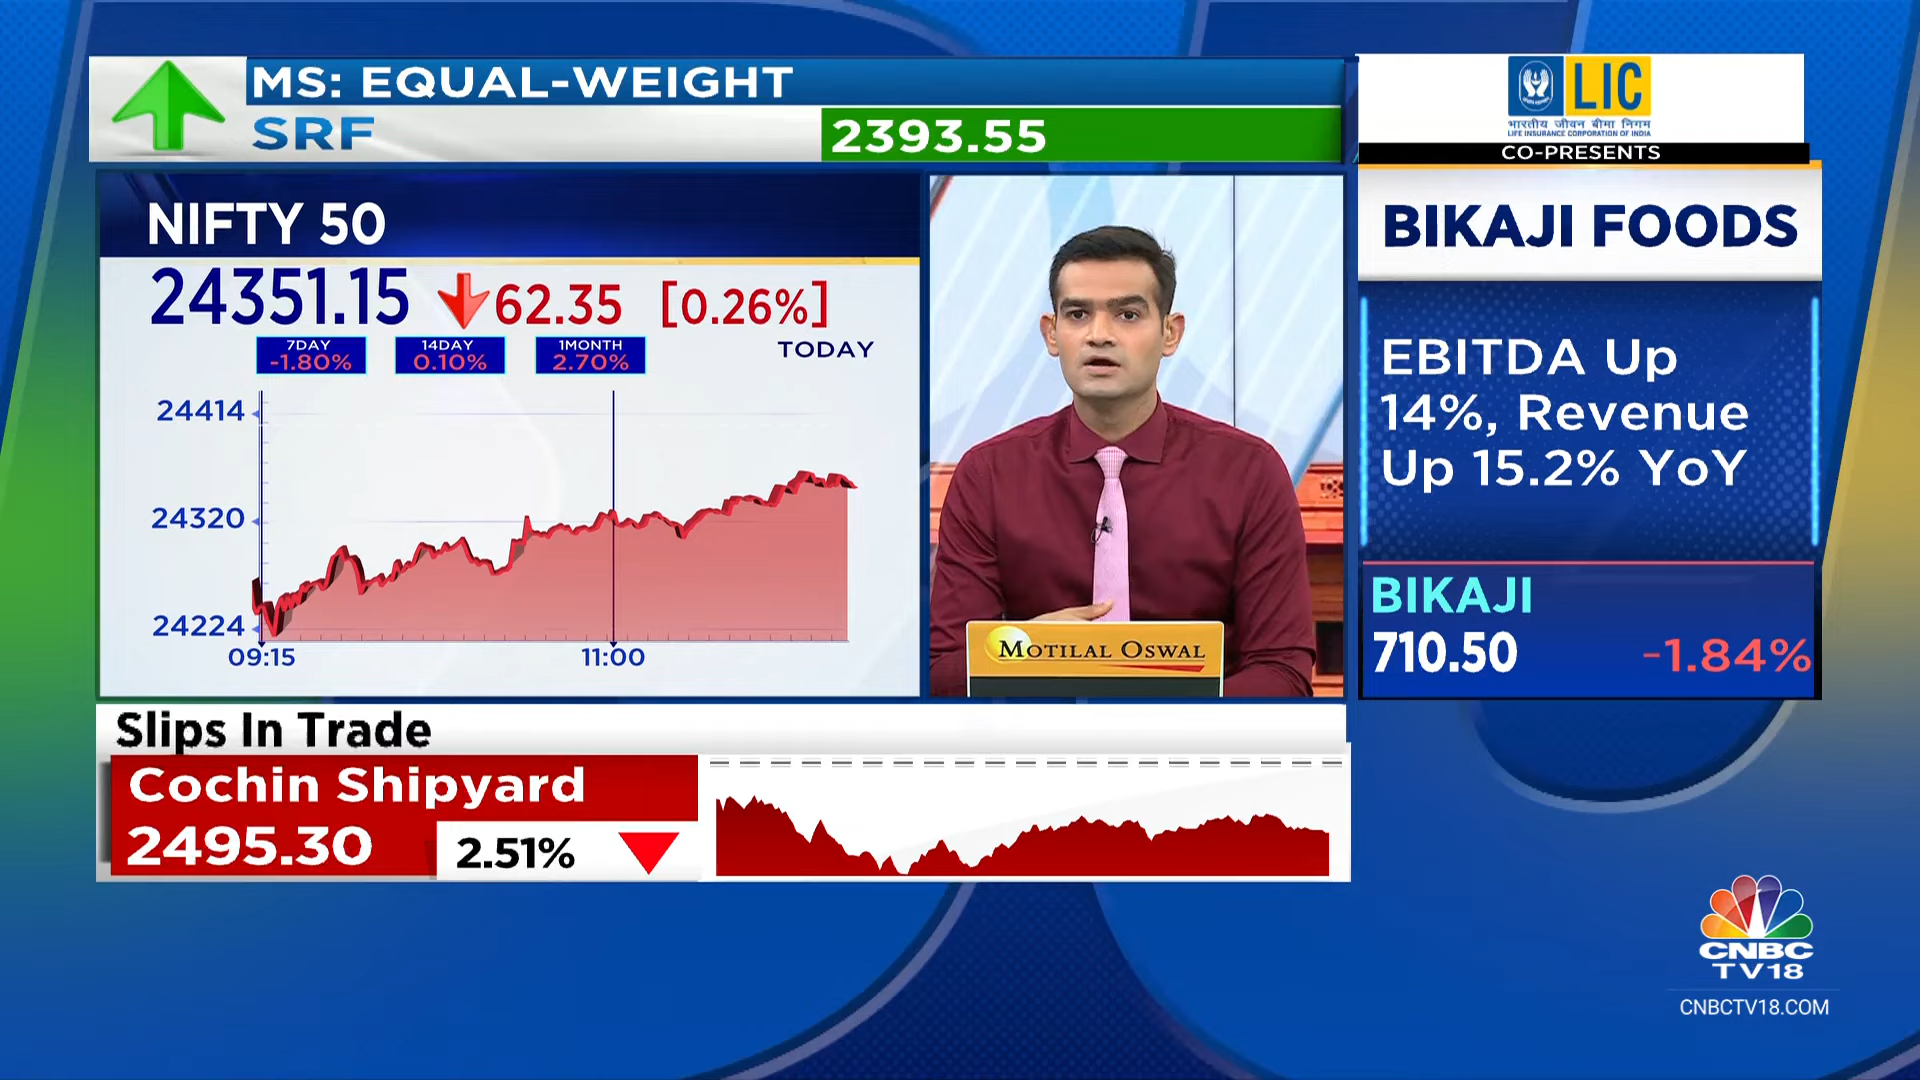 MS: EQUAL-WEIGHT
SRF
2393.55
LIC
भारतीय जीवन बीमा निगम
LIFE INSURANCE CORPORATION OF INDIA
CO-PRESENTS
NIFTY 50
24351.15 62.35 [0.26%]
7DAY
-1.80%
14DAY
0.10%
1MONTH
2.70%
TODAY
24414
24320
24224
09:15 11:00
MOTILAL OSWAL
BIKAJI FOODS
EBITDA Up
14%, Revenue
Up 15.2% YoY
BIKAJI
710.50 -1.84%
Slips In Trade
Cochin Shipyard
2495.30 2.51%
CNBC
TV18
CNBCTV18.COM